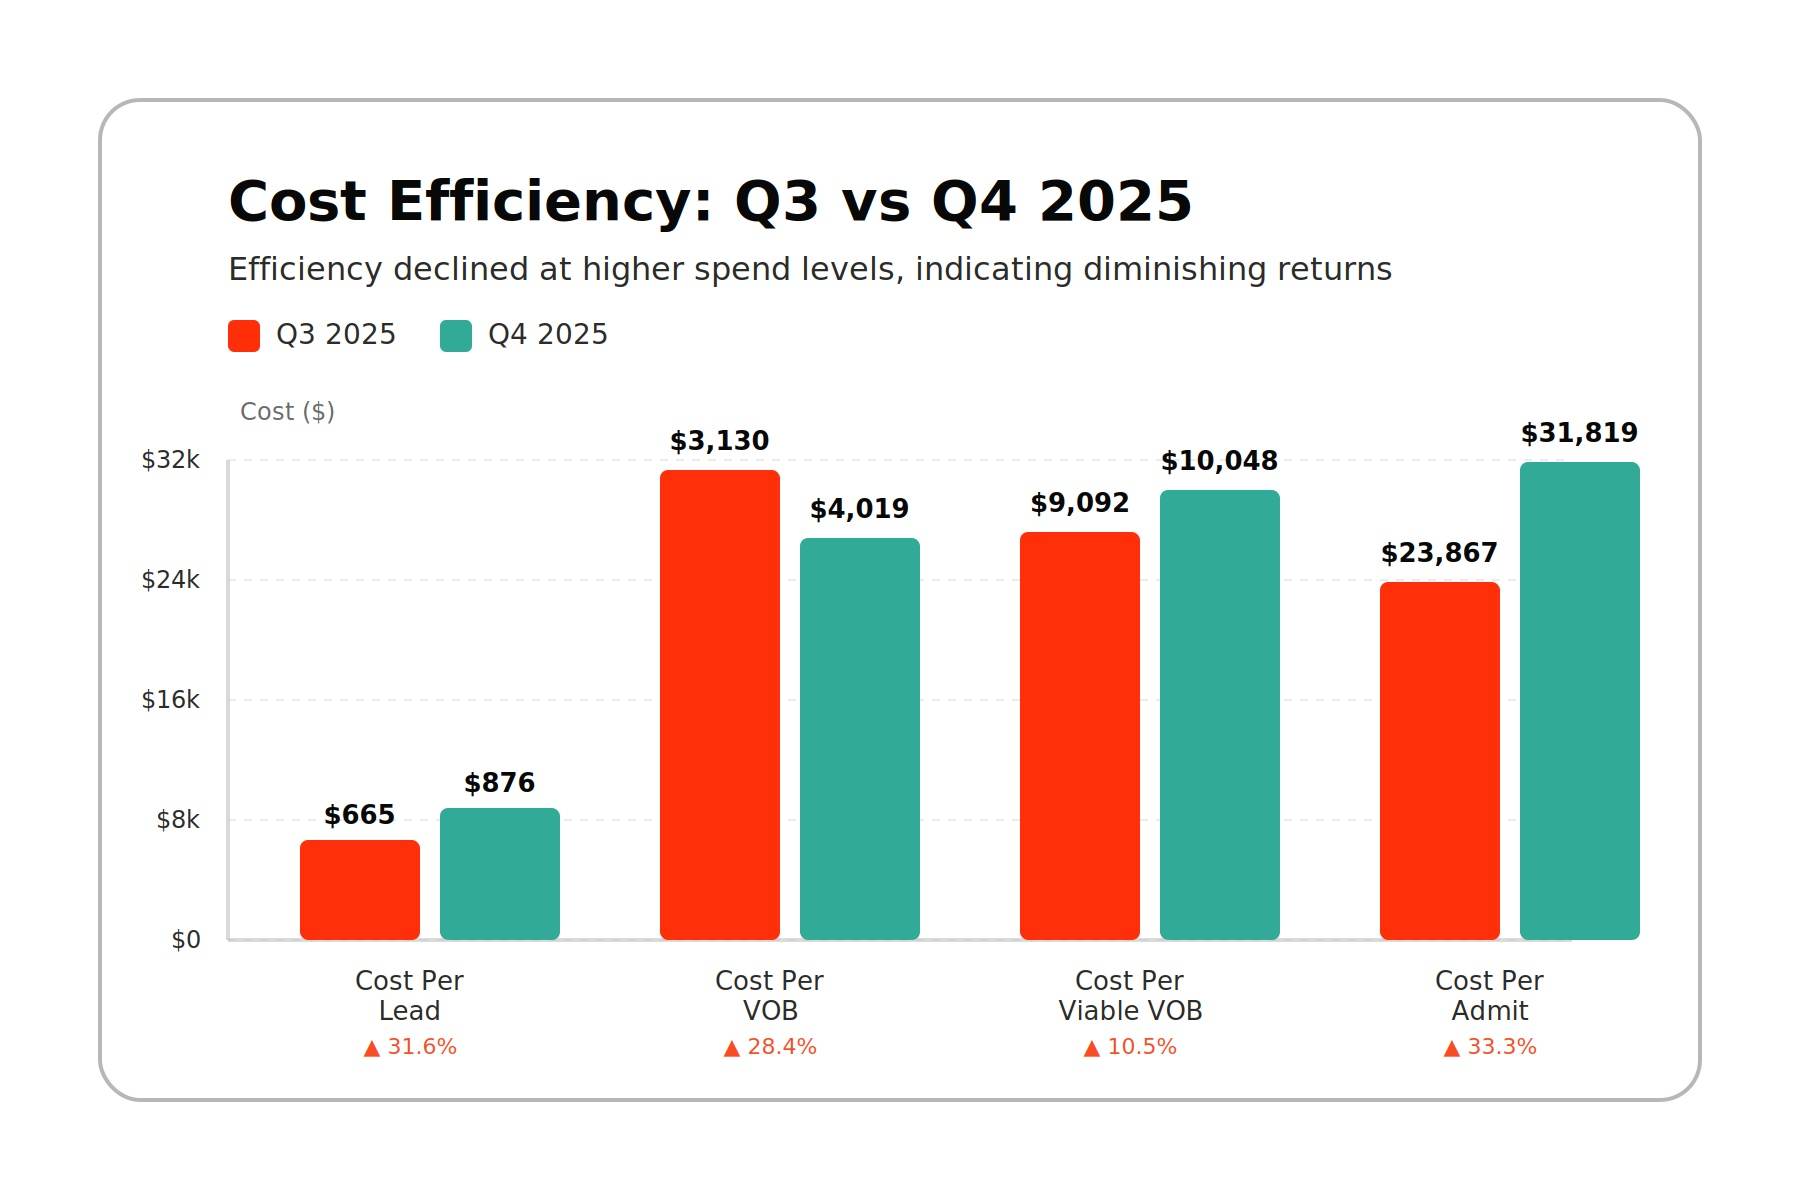 Cost Efficiency: Q3 vs Q4 2025
Efficiency declined at higher spend levels, indicating diminishing returns
Q3 2025
Q4 2025
Cost ($)
$32k
$24k
$16k
$8k
$0
$665
$876
$3,130
$4,019
$9,092
$10,048
$23,867
$31,819
Cost Per
Lead
▲ 31.6%
Cost Per
VOB
▲ 28.4%
Cost Per
Viable VOB
▲ 10.5%
Cost Per
Admit
▲ 33.3%